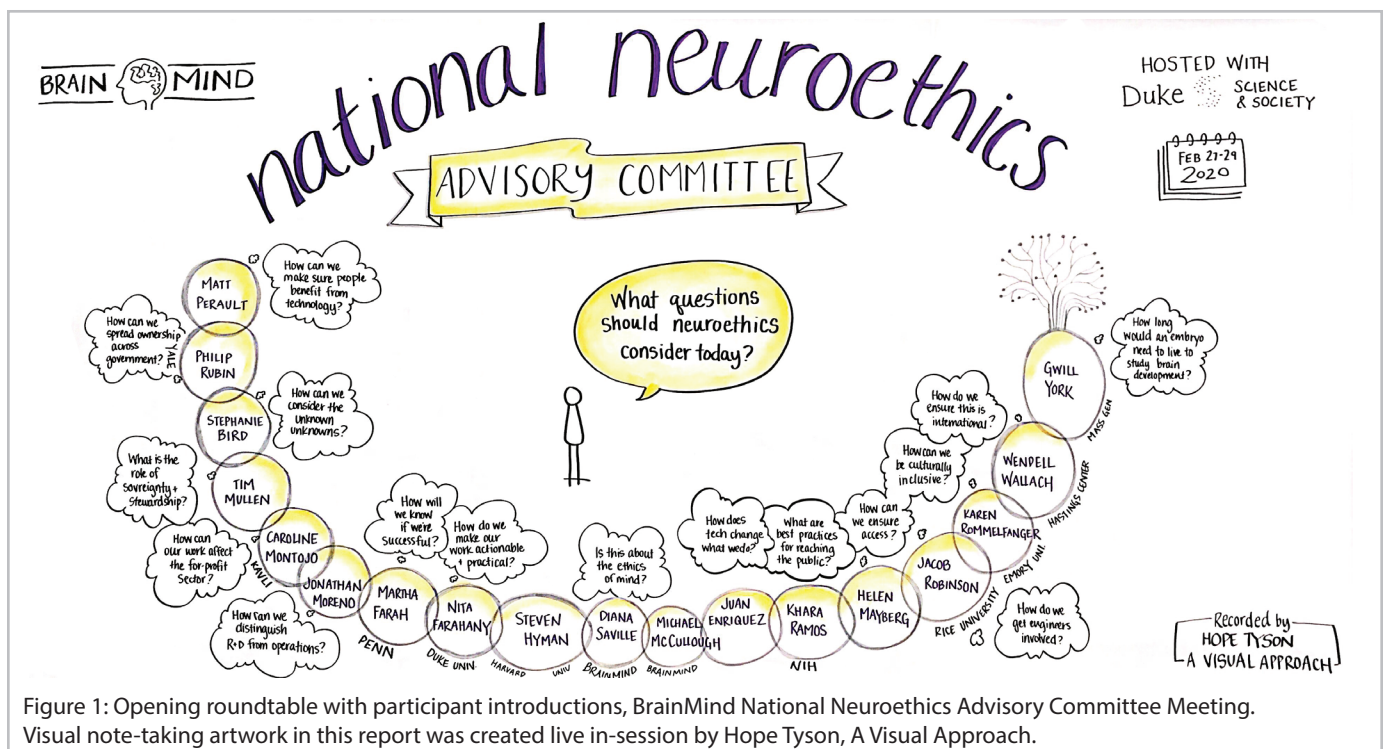 BRAIN MIND
national neuroethics
ADVISORY COMMITTEE
HOSTED WITH
Duke SCIENCE
& SOCIETY
FEB 27-29
2020
What questions
should neuroethics
consider today?
MATT
PERAULT
How can we
make sure people
benefit from
technology?
How can we
spread ownership
across
government?
PHILIP
RUBIN
YALE
STEPHANIE
BIRD
How can we
consider the
unknown
unknowns?
What is the
role of
sovreignty +
stewardship?
TIM
MULLEN
How can
our work affect
the for-profit
sector?
CAROLINE
MONTOJO
KAVLI
How can we
distinguish
R+D from operations?
JONATHAN
MORENO
PENN
How will
we know
if we're
successful?
MARTHA
FARAH
How do we
make our
work actionable
+ practical?
NITA
FARAHANY
DUKE UNIV.
STEVEN
HYMAN
HARVARD UNIV
Is this about
the ethics
of mind?
DIANA
SAVILLE
BRAINMIND
MICHAEL
McCULLOUGH
BRAINMIND
JUAN
ENRIQUEZ
How does
tech change
what we do?
What are
best practices
for reaching
the public?
KHARA
RAMOS
NIH
How can
we ensure
access?
HELEN
MAYBERG
JACOB
ROBINSON
RICE UNIVERSITY
How do we
get engineers
involved?
How can we
be culturally
inclusive?
KAREN
ROMMELFANGER
EMORY UNI.
How do we
ensure this is
international?
WENDELL
WALLACH
HASTINGS CENTER
GWILL
YORK
MASS GEN
How long
would an embryo
need to live to
study brain
development?
Recorded by
HOPE TYSON
A VISUAL APPROACH
Figure 1: Opening roundtable with participant introductions, BrainMind National Neuroethics Advisory Committee Meeting.
Visual note-taking artwork in this report was created live in-session by Hope Tyson, A Visual Approach.